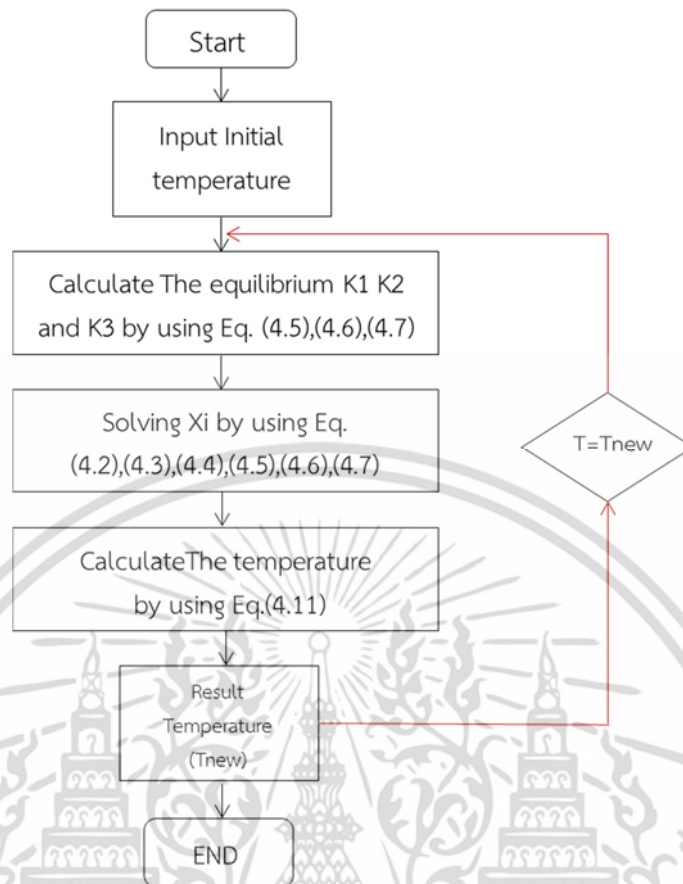 Start
Input Initial
temperature
Calculate The equilibrium K1 K2
and K3 by using Eq. (4.5),(4.6),(4.7)
Solving Xi by using Eq.
(4.2),(4.3),(4.4),(4.5),(4.6),(4.7)
CalculateThe temperature
by using Eq.(4.11)
Result
Temperature
(Tnew)
END
T=Tnew